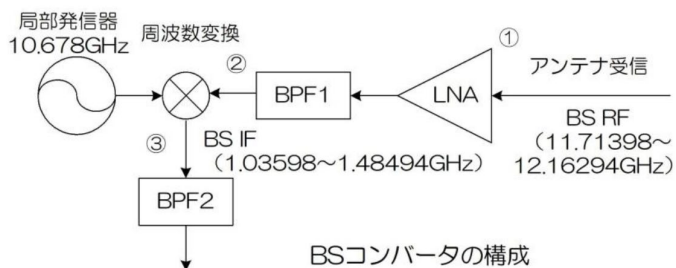 局部発信器
10.678GHz
周波数変換
①
②
アンテナ受信
BPF1
LNA
BS RF
（11.71398～
12.16294GHz）
③
BS IF
（1.03598～1.48494GHz）
BPF2
BSコンバータの構成